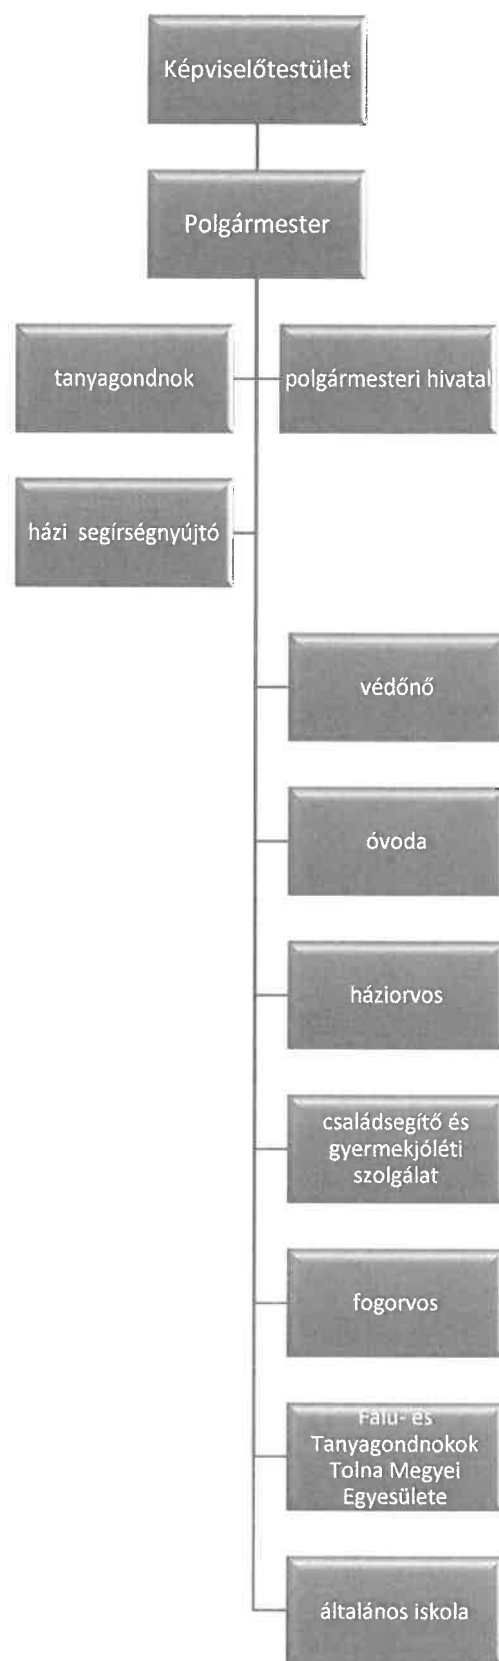 Képviselőtestület
Polgármester
tanyagondnok
polgármesteri hivatal
házi segírségnyújtó
védőnő
óvoda
háziorvos
családsegítő és
gyermekjóléti
szolgálat
fogorvos
Falu- és
Tanyagondnokok
Tolna Megyei
Egyesülete
általános iskola